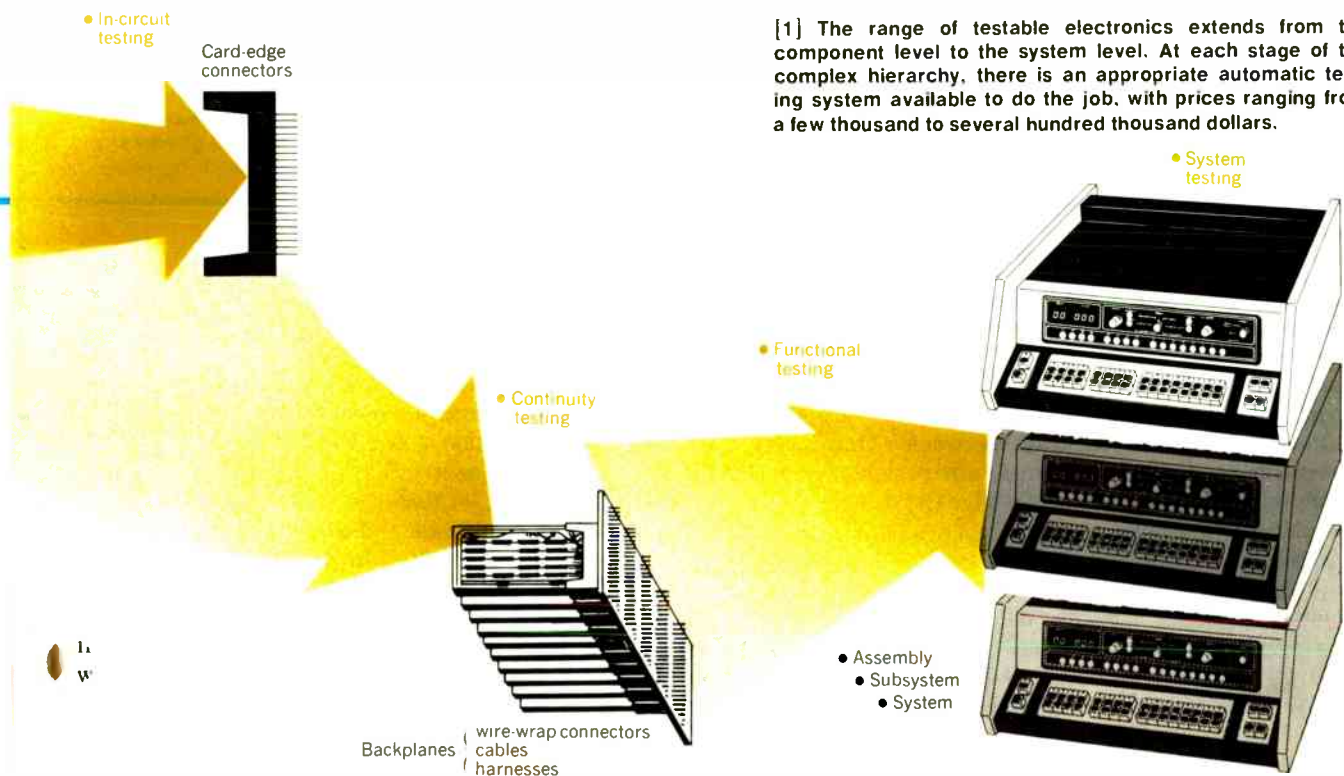 • In-circuit
testing
Card-edge
connectors
[1] The range of testable electronics extends from t
component level to the system level. At each stage of t
complex hierarchy, there is an appropriate automatic te
ing system available to do the job, with prices ranging fro
a few thousand to several hundred thousand dollars.
• System
testing
• Functional
testing
• Continuity
testing
• Assembly
• Subsystem
• System
Backplanes { wire-wrap connectors
cables
harnesses